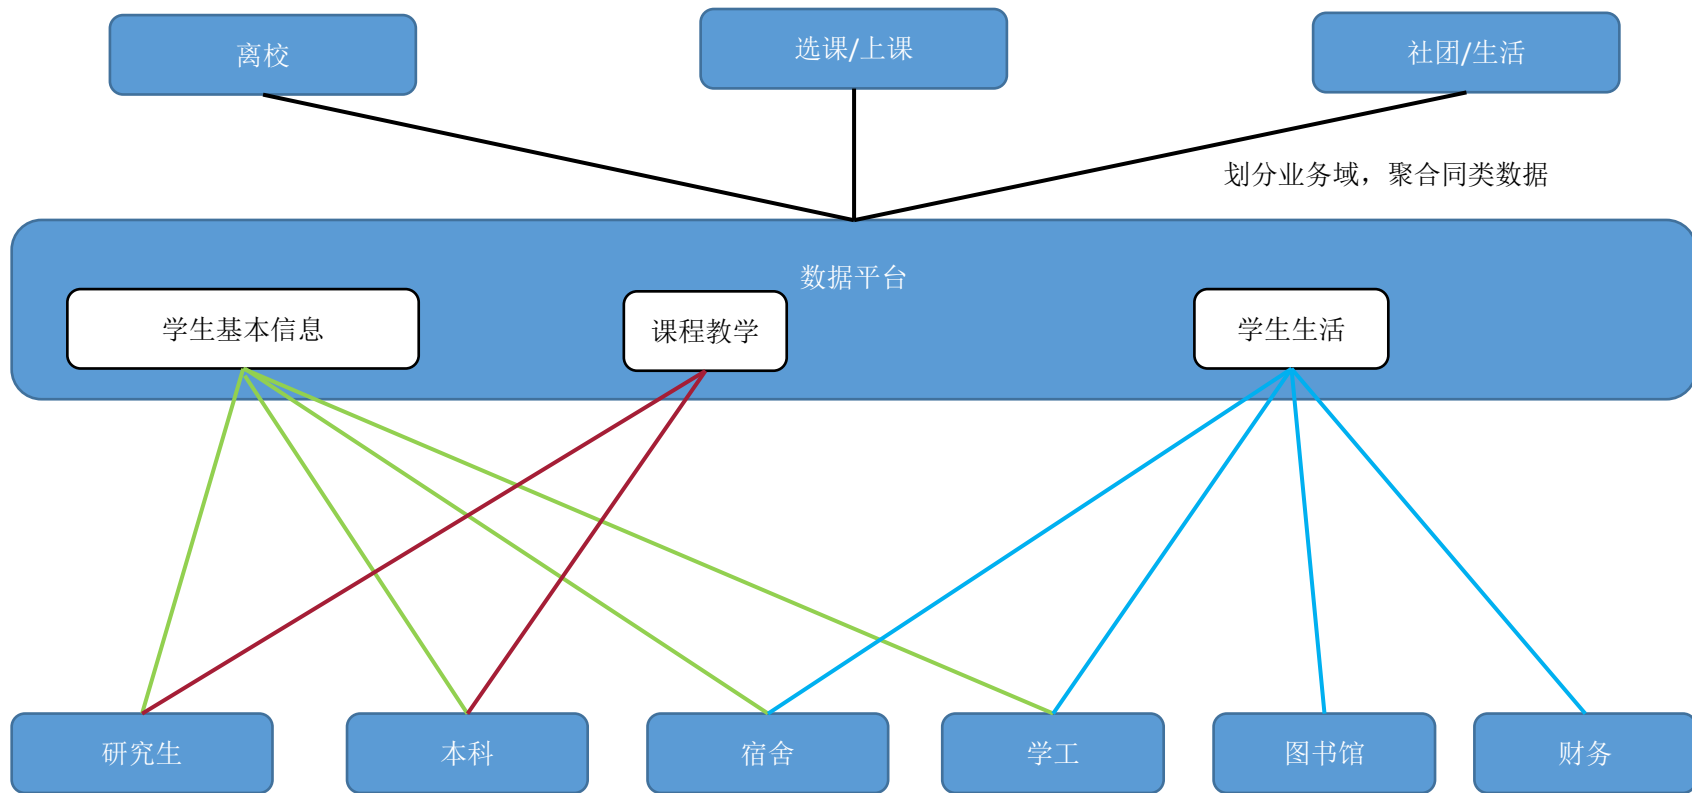 离校
选课/上课
社团/生活
划分业务域，聚合同类数据
数据平台
学生基本信息
课程教学
学生生活
研究生
本科
宿舍
学工
图书馆
财务